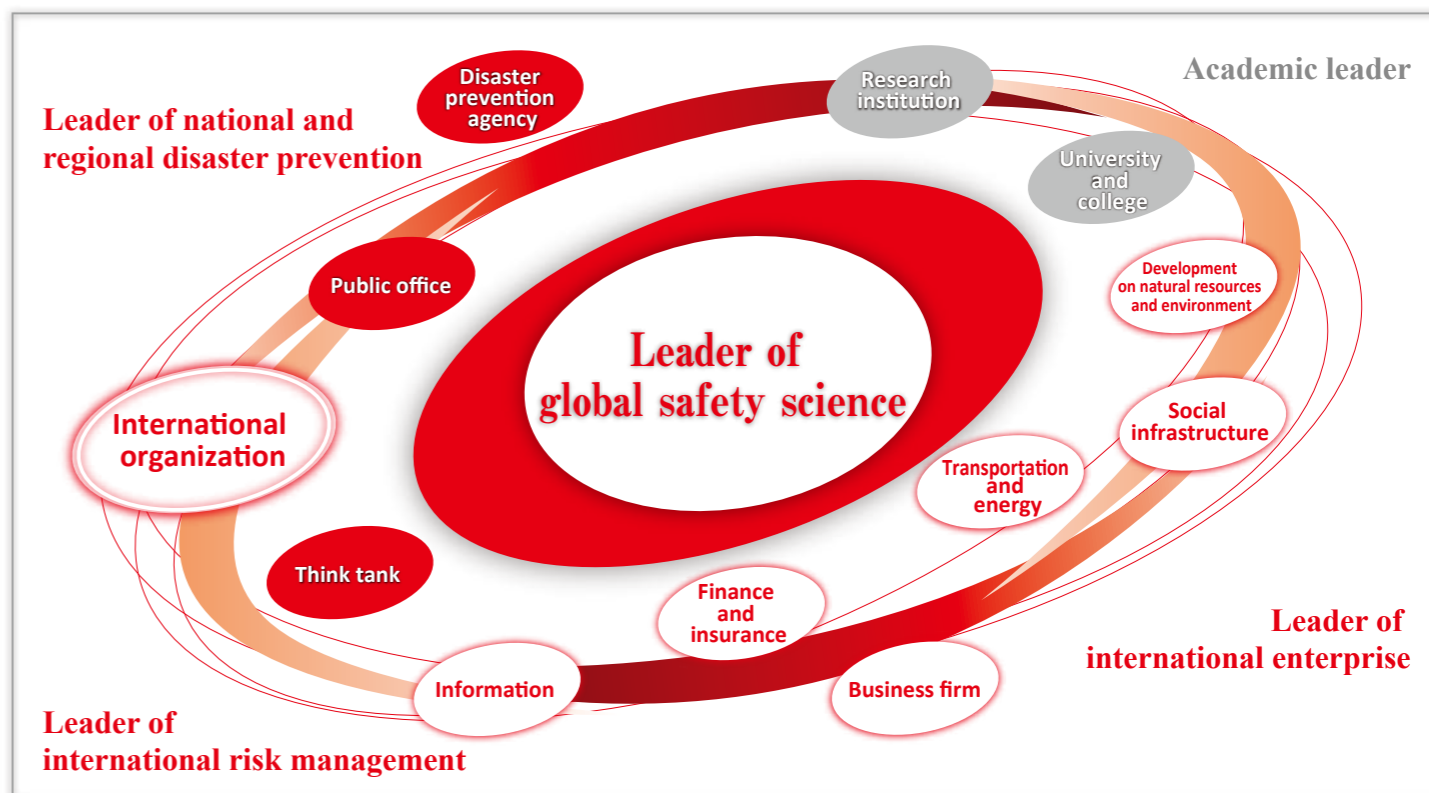 Disaster
prevention
agency
Research
institution
Academic leader
Leader of national and
regional disaster prevention
University
and
college
Public office
Development
on natural resources
and environment
Leader of
global safety science
International
organization
Social
infrastructure
Transportation
and
energy
Think tank
Finance
and
insurance
Leader of
international enterprise
Information
Business firm
Leader of
international risk management